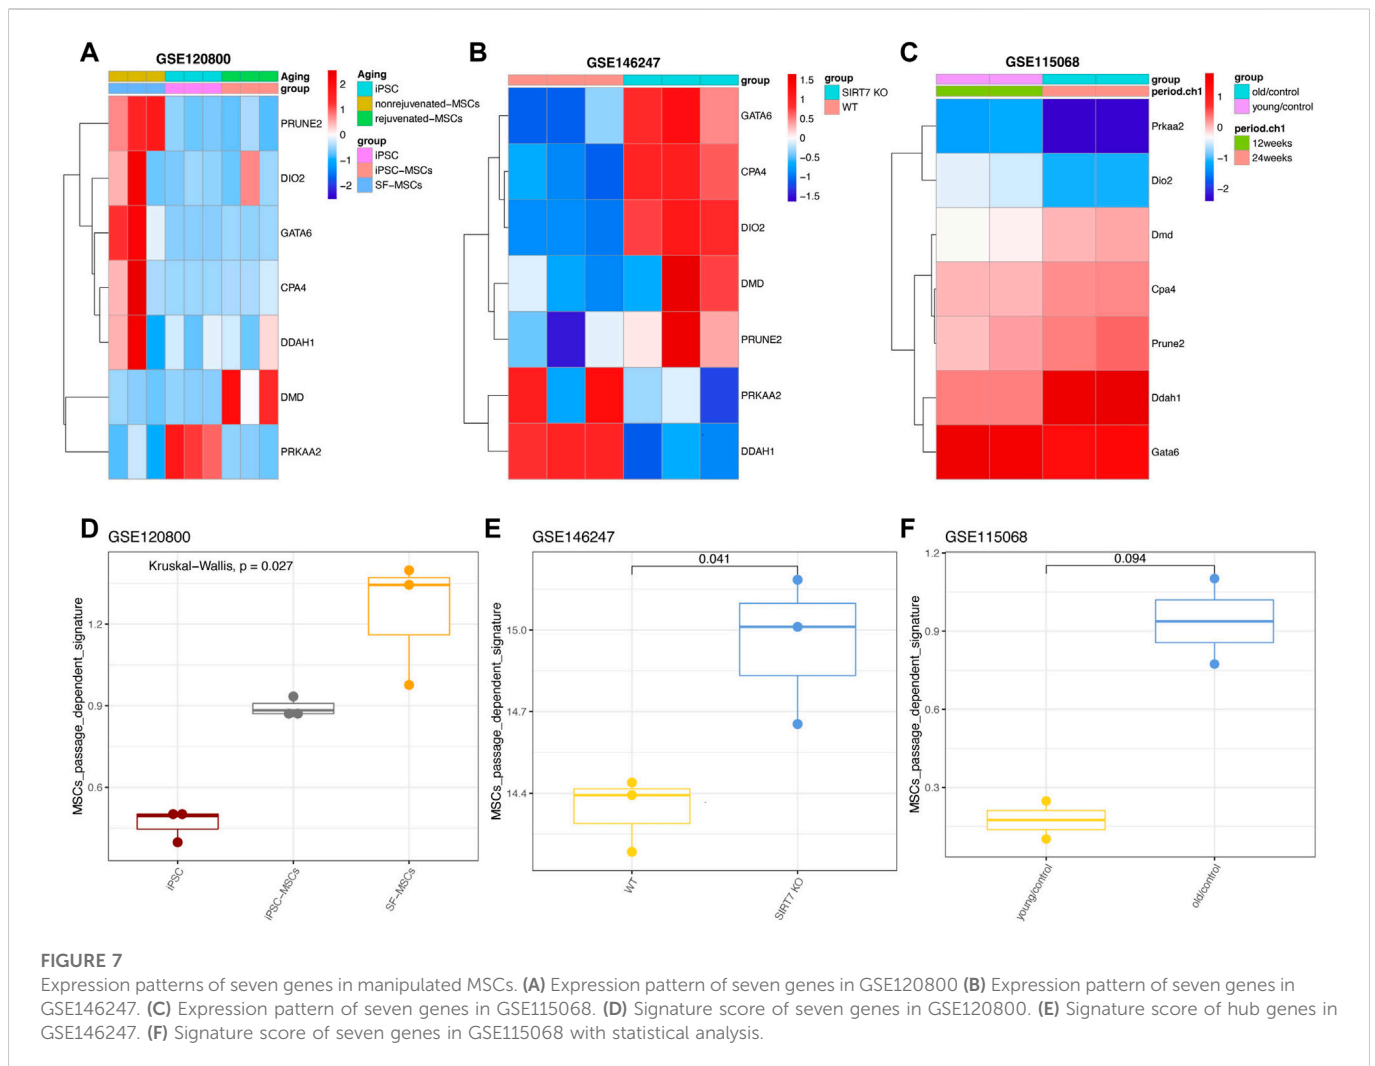 A
GSE120800
Aging
group
PRUNE2
DIO2
GATA6
CPA4
DDAH1
DMD
PRKAA2
2
1
0
−1
−2
Aging
iPSC
nonrejuvenated-MSCs
rejuvenated-MSCs
group
iPSC
iPSC-MSCs
SF-MSCs
B
GSE146247
group
GATA6
CPA4
DIO2
DMD
PRUNE2
PRKAA2
DDAH1
1.5
1
0.5
0
−0.5
−1
−1.5
group
SIRT7 KO
WT
C
GSE115068
group
period.ch1
Prkaa2
Dio2
Dmd
Cpa4
Prune2
Ddah1
Gata6
1
0
−1
−2
group
old/control
young/control
period.ch1
12weeks
24weeks
D
GSE120800
Kruskal−Wallis, p = 0.027
MSCs_passage_dependent_signature
1.2
0.9
0.6
iPSC
iPSC−MSCs
SF−MSCs
E
GSE146247
0.041
MSCs_passage_dependent_signature
15.0
14.7
14.4
WT
SIRT7 KO
F
GSE115068
0.094
MSCs_passage_dependent_signature
1.2
0.9
0.6
0.3
young/control
old/control
FIGURE 7
Expression patterns of seven genes in manipulated MSCs. (A) Expression pattern of seven genes in GSE120800 (B) Expression pattern of seven genes in
GSE146247. (C) Expression pattern of seven genes in GSE115068. (D) Signature score of seven genes in GSE120800. (E) Signature score of hub genes in
GSE146247. (F) Signature score of seven genes in GSE115068 with statistical analysis.